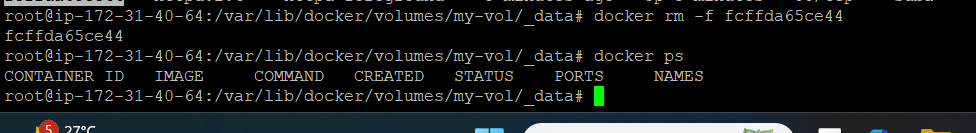 root@ip-172-31-40-64:/var/lib/docker/volumes/my-vol/_data# docker rm -f fcffda65ce44
fcffda65ce44
root@ip-172-31-40-64:/var/lib/docker/volumes/my-vol/_data# docker ps
CONTAINER ID   IMAGE     COMMAND   CREATED   STATUS    PORTS     NAMES
root@ip-172-31-40-64:/var/lib/docker/volumes/my-vol/_data#
5
27°C